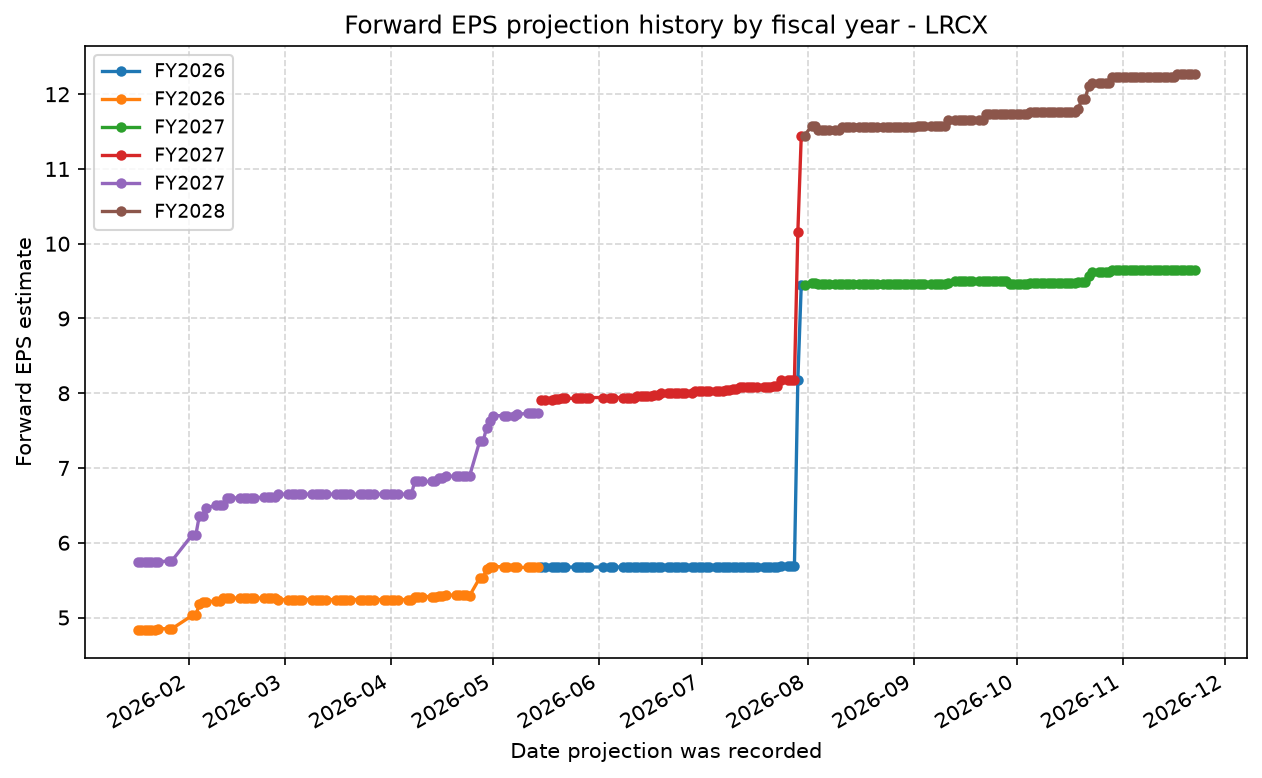 Forward EPS projection history by fiscal year - LRCX
FY2026
FY2026
FY2027
FY2027
FY2027
FY2028
Forward EPS estimate
12
11
10
9
8
7
6
5
2026-02
2026-03
2026-04
2026-05
2026-06
2026-07
2026-08
2026-09
2026-10
2026-11
2026-12
Date projection was recorded